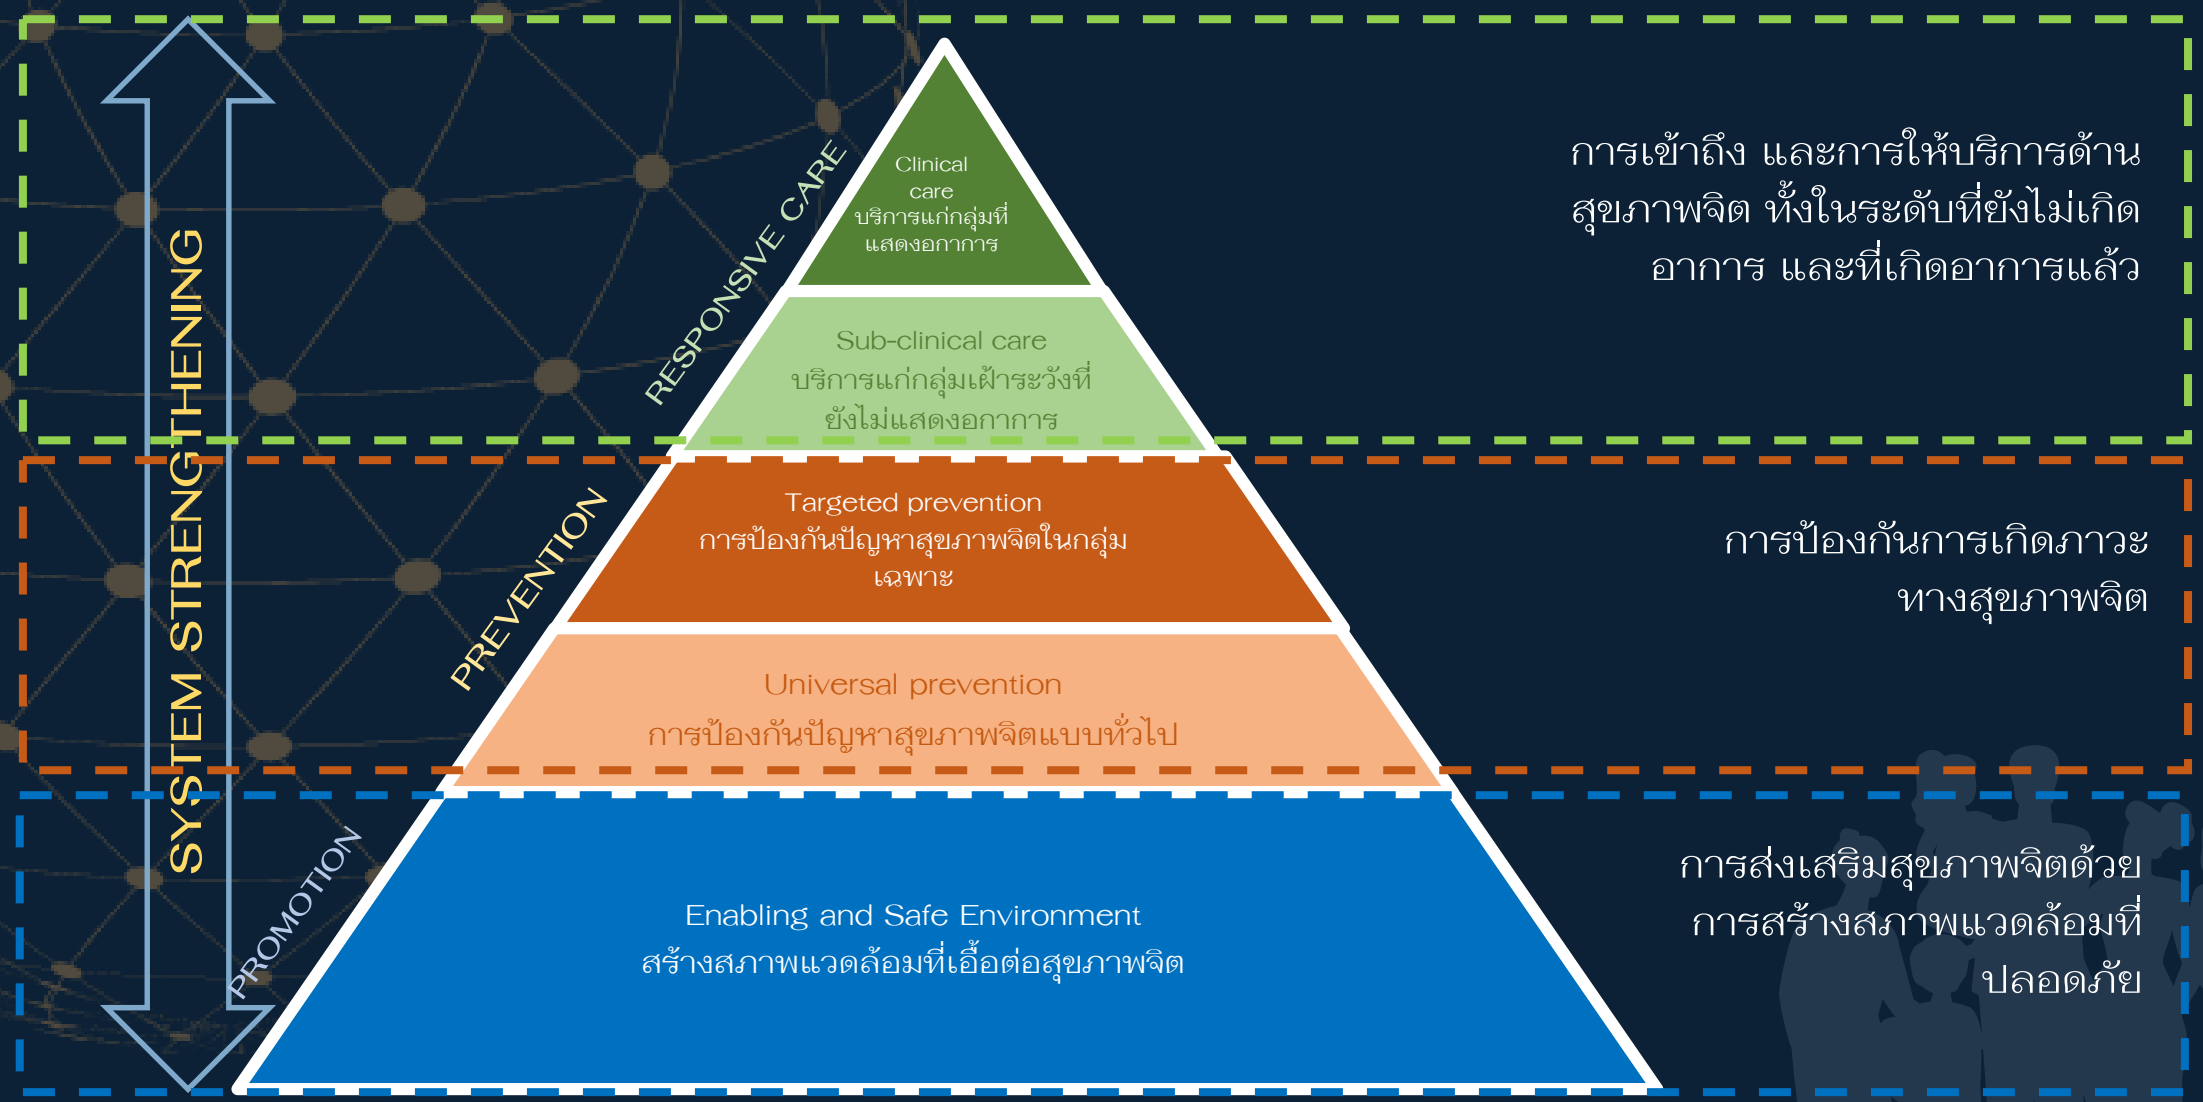 SYSTEM STRENGTHENING
RESPONSIVE CARE
Clinical
care
บริการแก่กลุ่มที่
แสดงอกาการ
Sub-clinical care
บริการแก่กลุ่มเฝ้าระวังที่
ยังไม่แสดงอกาการ
การเข้าถึง และการให้บริการด้าน
สุขภาพจิต ทั้งในระดับที่ยังไม่เกิด
อาการ และที่เกิดอาการแล้ว
PREVENTION
Targeted prevention
การป้องกันปัญหาสุขภาพจิตในกลุ่ม
เฉพาะ
Universal prevention
การป้องกันปัญหาสุขภาพจิตแบบทั่วไป
การป้องกันการเกิดภาวะ
ทางสุขภาพจิต
PROMOTION
Enabling and Safe Environment
สร้างสภาพแวดล้อมที่เอื้อต่อสุขภาพจิต
การส่งเสริมสุขภาพจิตด้วย
การสร้างสภาพแวดล้อมที่
ปลอดภัย